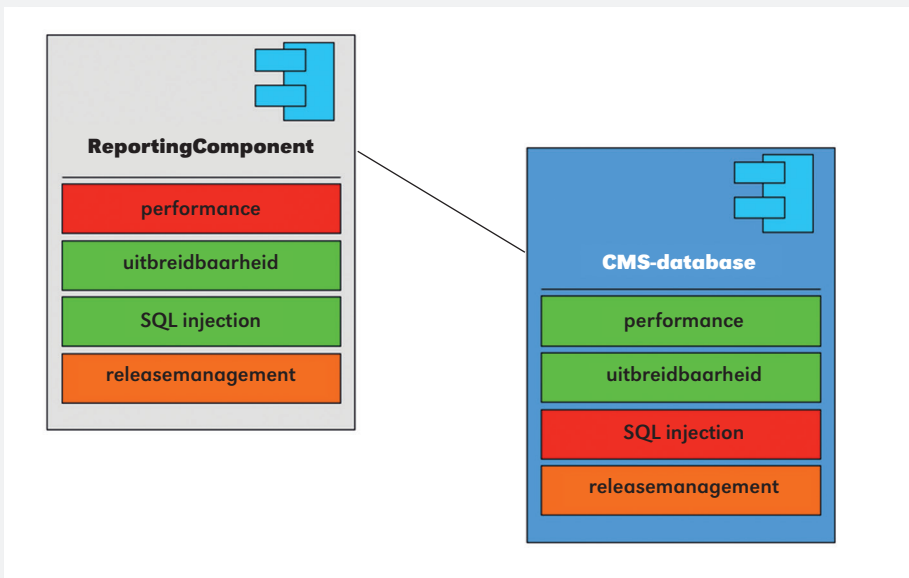 ReportingComponent
performance
uitbreidbaarheid
SQL injection
releasemanagement
CMS-database
performance
uitbreidbaarheid
SQL injection
releasemanagement